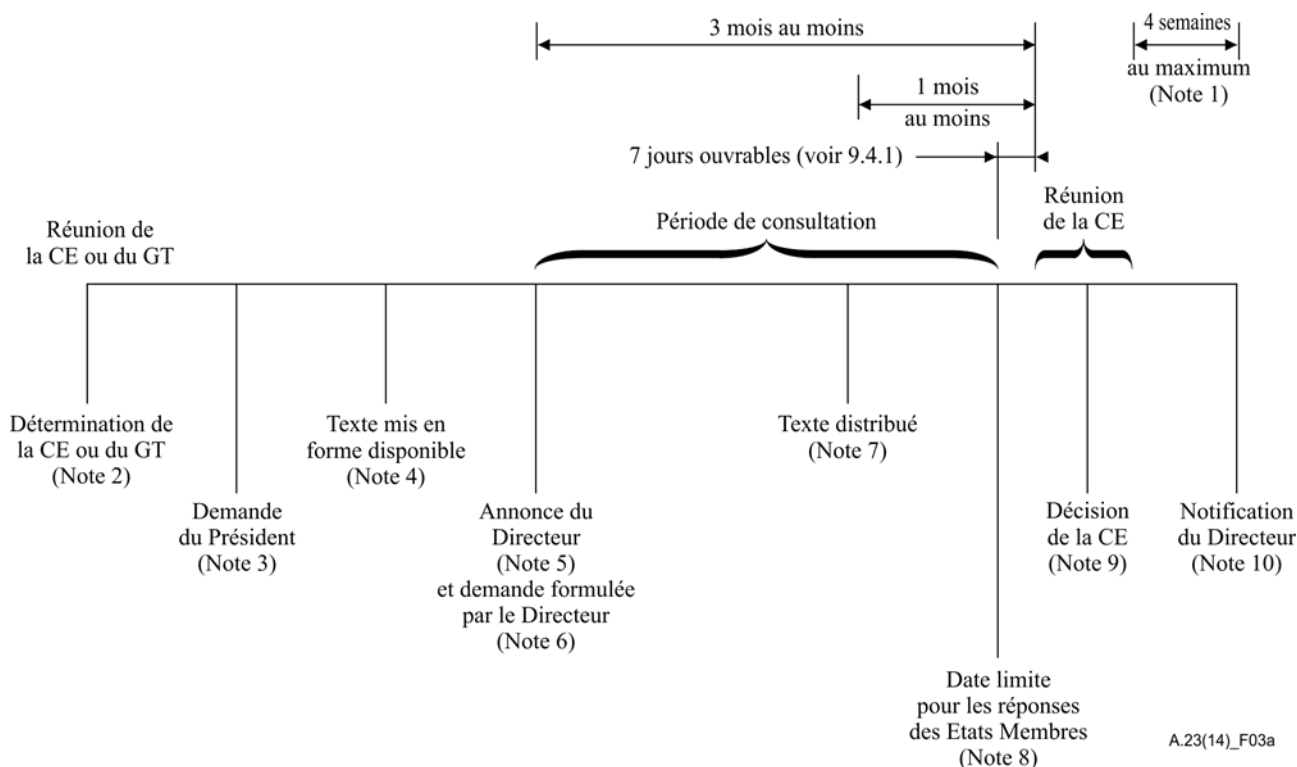 3 mois au moins
4 semaines
au maximum
(Note 1)
1 mois
au moins
7 jours ouvrables (voir 9.4.1)
Réunion de
la CE ou du GT
Période de consultation
Réunion
de la CE
Détermination de
la CE ou du GT
(Note 2)
Demande
du Président
(Note 3)
Texte mis en
forme disponible
(Note 4)
Annonce du
Directeur
(Note 5)
et demande formulée
par le Directeur
(Note 6)
Texte distribué
(Note 7)
Date limite
pour les réponses
des Etats Membres
(Note 8)
Décision
de la CE
(Note 9)
Notification
du Directeur
(Note 10)
A.23(14)_F03a